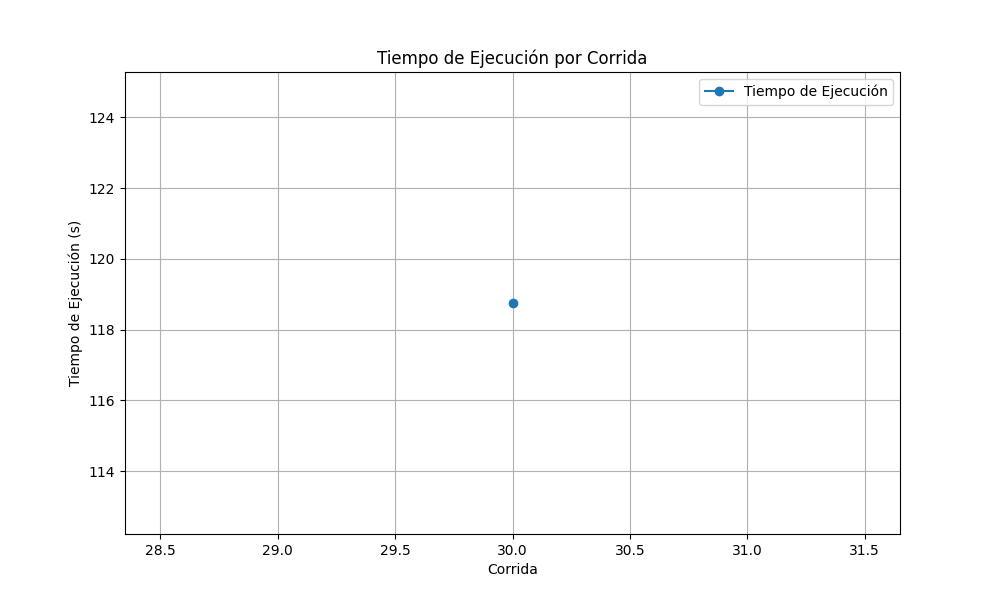 Tiempo de Ejecución por Corrida
Tiempo de Ejecución
124
122
120
118
116
114
Tiempo de Ejecución (s)
28.5 29.0 29.5 30.0 30.5 31.0 31.5
Corrida